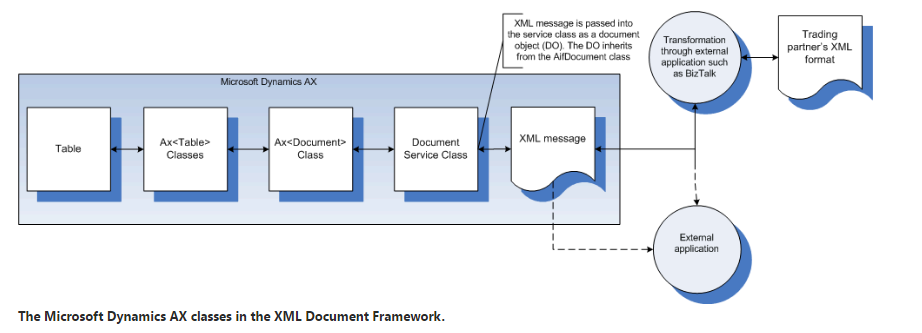 XML message is passed into
the service class as a document
object (DO). The DO inherits
from the AifDocument class
Transformation
through external
application such
as BizTalk
Trading
partner's XML
format
Microsoft Dynamics AX
Table
Ax<Table>
Classes
Ax<Document>
Class
Document
Service Class
XML message
External
application
The Microsoft Dynamics AX classes in the XML Document Framework.